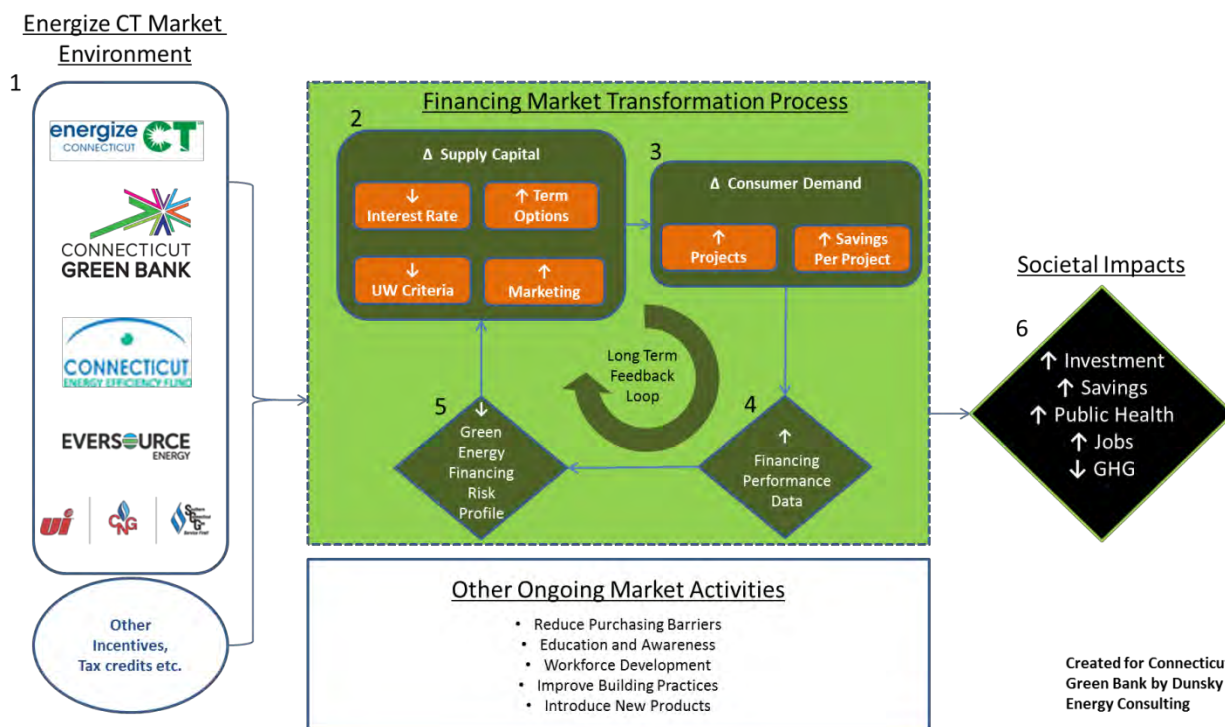 Energize CT Market
Environment
1
energize
CONNECTICUT
CT
CONNECTICUT
GREEN BANK
CONNECTICUT
ENERGY EFFICIENCY FUND
EVERSOURCE
ENERGY
UI
CNG
Other
Incentives,
Tax credits etc.
Financing Market Transformation Process
2
Δ Supply Capital
↓
Interest Rate
↑ Term
Options
↓
UW Criteria
↑
Marketing
3
Δ Consumer Demand
↑
Projects
↑ Savings
Per Project
Long Term
Feedback
Loop
4
↑
Financing
Performance
Data
5
↓
Green
Energy
Financing
Risk
Profile
Other Ongoing Market Activities
• Reduce Purchasing Barriers
• Education and Awareness
• Workforce Development
• Improve Building Practices
• Introduce New Products
Societal Impacts
6
↑ Investment
↑ Savings
↑ Public Health
↑ Jobs
↓ GHG
Created for Connecticu
Green Bank by Dunsky
Energy Consulting